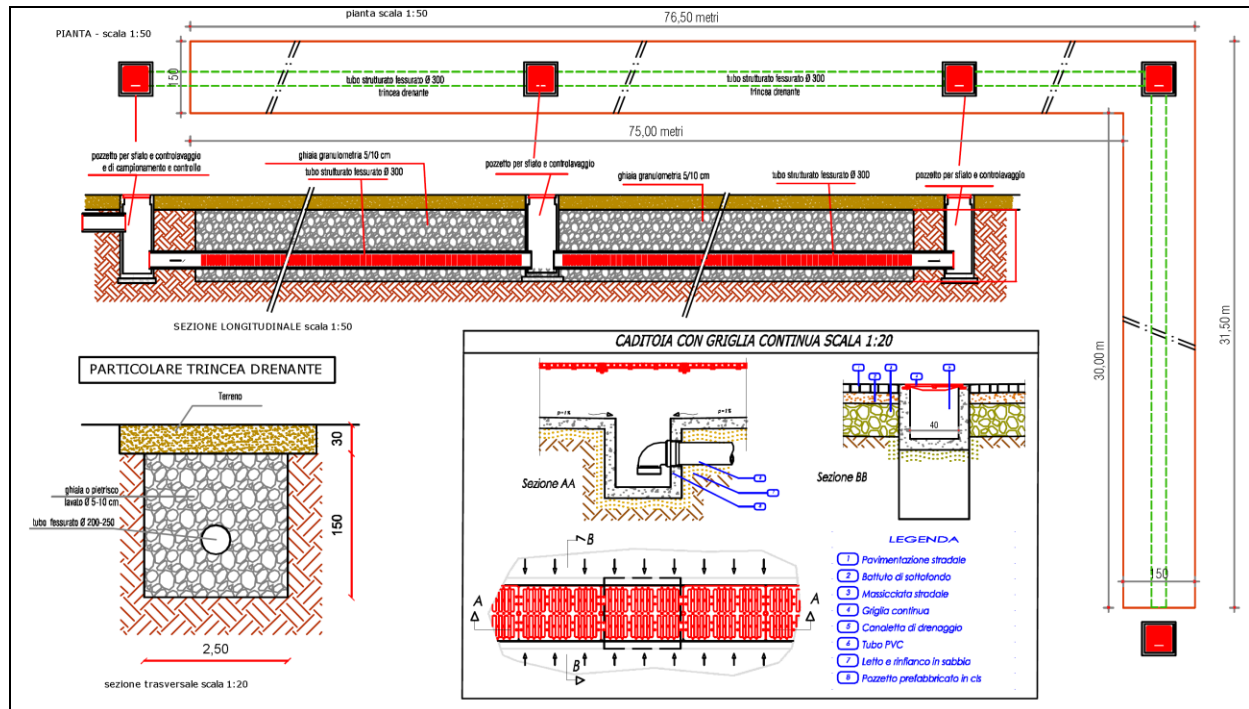 pianta scala 1:50
76,50 metri
PIANTA - scala 1:50
150
tubo strutturato fessurato Ø 300
trincea drenante
tubo strutturato fessurato Ø 300
trincea drenante
75,00 metri
pozzetto per sfiato e controlavaggio
e di campionamento e controllo
ghiaia granulometria 5/10 cm
tubo strutturato fessurato Ø 300
pozzetto per sfiato e controlavaggio
ghiaia granulometria 5/10 cm
tubo strutturato fessurato Ø 300
pozzetto per sfiato e controlavaggio
30,00 m
31,50 m
150
SEZIONE LONGITUDINALE scala 1:50
PARTICOLARE TRINCEA DRENANTE
Terreno
30
ghiaia o pietrisco
lavato Ø 5-10 cm
tubo fessurato Ø 200-250
150
2,50
sezione trasversale scala 1:20
CADITOIA CON GRIGLIA CONTINUA SCALA 1:20
p=1%
p=1%
Sezione AA
40
Sezione BB
B
A
A
B
LEGENDA
1 Pavimentazione stradale
2 Battuto di sottofondo
3 Massicciata stradale
4 Griglia continua
5 Canaletta di drenaggio
6 Tubo PVC
7 Letto e rinfianco in sabbia
8 Pozzetto prefabbricato in cls